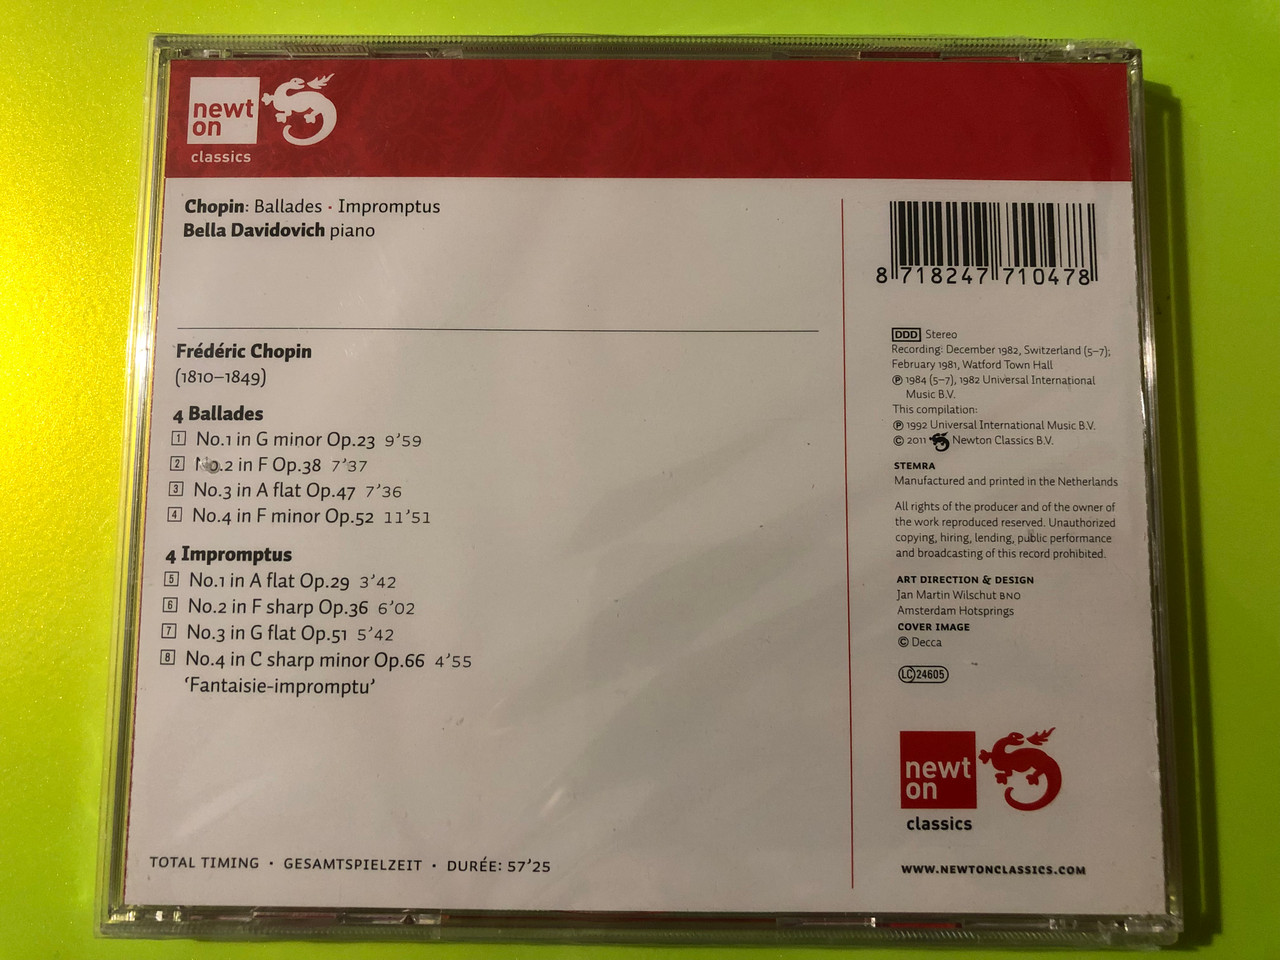 newt
on
classics
Chopin: Ballades · Impromptus
Bella Davidovich piano
Frédéric Chopin
(1810–1849)
4 Ballades
1 No.1 in G minor Op.23 9’59
2 No.2 in F Op.38 7’37
3 No.3 in A flat Op.47 7’36
4 No.4 in F minor Op.52 11’51
4 Impromptus
5 No.1 in A flat Op.29 3’42
6 No.2 in F sharp Op.36 6’02
7 No.3 in G flat Op.51 5’42
8 No.4 in C sharp minor Op.66 4’55
‘Fantaisie-impromptu’
TOTAL TIMING · GESAMTSPIELZEIT · DURÉE: 57’25
8 718247 710478
DDD Stereo
Recording: December 1982, Switzerland (5–7);
February 1981, Watford Town Hall
℗ 1984 (5–7), 1982 Universal International
Music B.V.
This compilation:
℗ 1992 Universal International Music B.V.
© 2011 Newton Classics B.V.
STEMRA
Manufactured and printed in the Netherlands
All rights of the producer and of the owner of
the work reproduced reserved. Unauthorized
copying, hiring, lending, public performance
and broadcasting of this record prohibited.
ART DIRECTION & DESIGN
Jan Martin Wilschut BNO
Amsterdam Hotsprings
COVER IMAGE
© Decca
LC 24605
newt
on
classics
WWW.NEWTONCLASSICS.COM